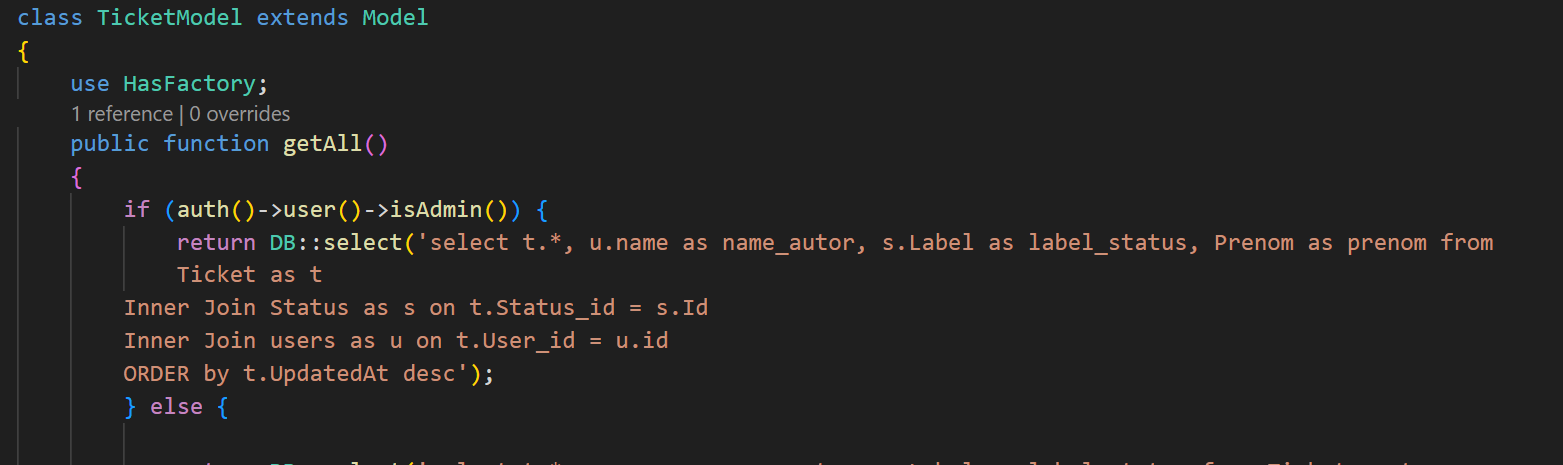 class TicketModel extends Model
{
use HasFactory;
1 reference | 0 overrides
public function getAll()
{
if (auth()->user()->isAdmin()) {
return DB::select('select t.*, u.name as name_autor, s.Label as label_status, Prenom as prenom from
Ticket as t
Inner Join Status as s on t.Status_id = s.Id
Inner Join users as u on t.User_id = u.id
ORDER by t.UpdatedAt desc');
} else {